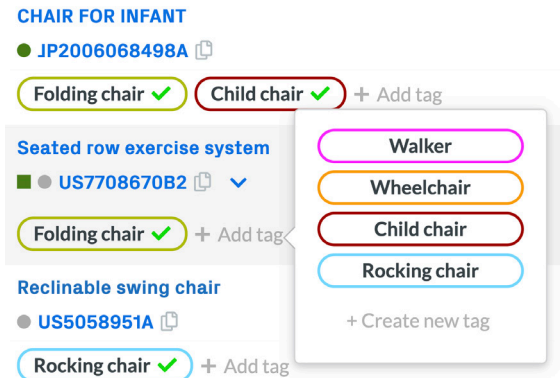 CHAIR FOR INFANT
JP2006068498A
Folding chair Child chair + Add tag
Seated row exercise system
US7708670B2
Folding chair + Add tag
Reclinable swing chair
US5058951A
Rocking chair + Add tag
Walker
Wheelchair
Child chair
Rocking chair
+ Create new tag